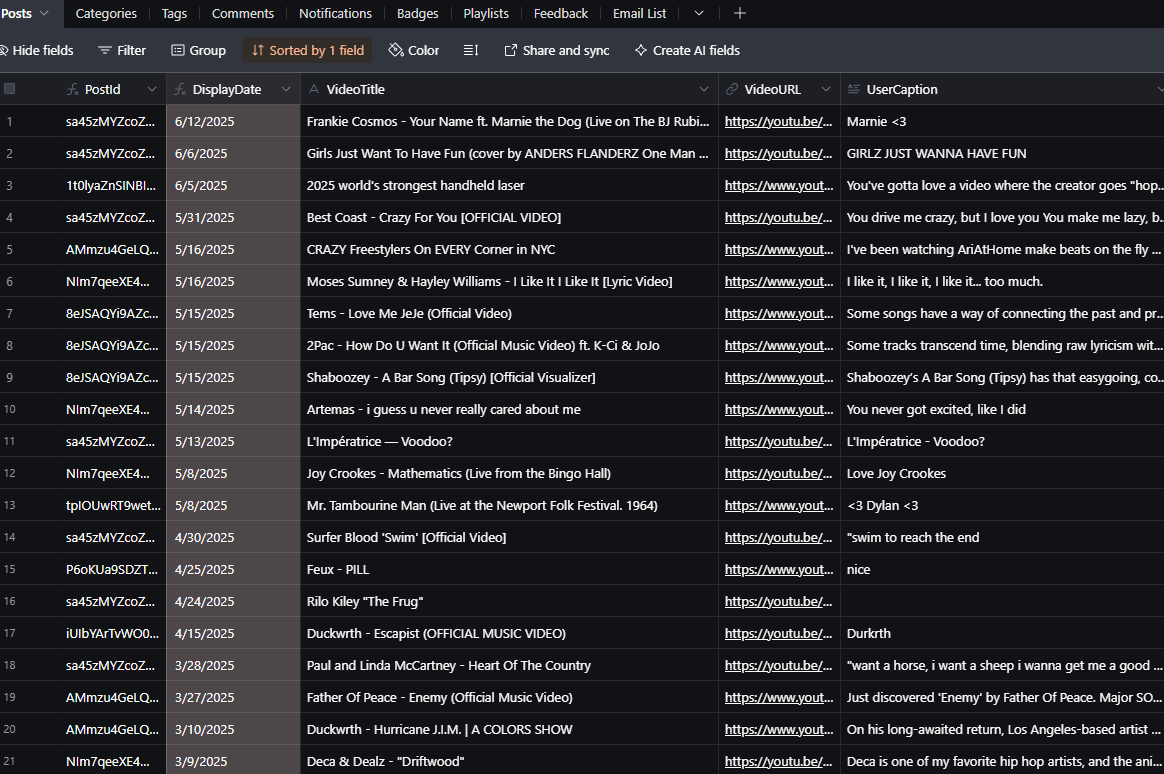 Posts Categories Tags Comments Notifications Badges Playlists Feedback Email List
Hide fields Filter Group Sorted by 1 field Color Share and sync Create AI fields
PostId DisplayDate VideoTitle VideoURL UserCaption
1 sa45zMYZcoZ... 6/12/2025 Frankie Cosmos - Your Name ft. Marnie the Dog (Live on The BJ Rubi... https://youtu.be/... Marnie <3
2 sa45zMYZcoZ... 6/6/2025 Girls Just Want To Have Fun (cover by ANDERS FLANDERZ One Man ... https://youtu.be/... GIRLZ JUST WANNA HAVE FUN
3 1t0lyaZnSINBI... 6/5/2025 2025 world's strongest handheld laser https://www.yout... You've gotta love a video where the creator goes "hop...
4 sa45zMYZcoZ... 5/31/2025 Best Coast - Crazy For You [OFFICIAL VIDEO] https://youtu.be/... You drive me crazy, but I love you You make me lazy, b...
5 AMmzu4GeLQ... 5/16/2025 CRAZY Freestylers On EVERY Corner in NYC https://www.yout... I've been watching AriAtHome make beats on the fly ...
6 NIm7qeeXE4... 5/16/2025 Moses Sumney & Hayley Williams - I Like It I Like It [Lyric Video] https://www.yout... I like it, I like it, I like it... too much.
7 8eJSAQYi9AZc... 5/15/2025 Tems - Love Me JeJe (Official Video) https://www.yout... Some songs have a way of connecting the past and pr...
8 8eJSAQYi9AZc... 5/15/2025 2Pac - How Do U Want It (Official Music Video) ft. K-Ci & JoJo https://www.yout... Some tracks transcend time, blending raw lyricism wit...
9 8eJSAQYi9AZc... 5/15/2025 Shaboozey - A Bar Song (Tipsy) [Official Visualizer] https://www.yout... Shaboozey's A Bar Song (Tipsy) has that easygoing, co...
10 NIm7qeeXE4... 5/14/2025 Artemas - i guess u never really cared about me https://www.yout... You never got excited, like I did
11 sa45zMYZcoZ... 5/13/2025 L'Impératrice — Voodoo? https://youtu.be/... L'Impératrice - Voodoo?
12 NIm7qeeXE4... 5/8/2025 Joy Crookes - Mathematics (Live from the Bingo Hall) https://www.yout... Love Joy Crookes
13 tpIOUwRT9wet... 5/8/2025 Mr. Tambourine Man (Live at the Newport Folk Festival. 1964) https://www.yout... <3 Dylan <3
14 sa45zMYZcoZ... 4/30/2025 Surfer Blood 'Swim' [Official Video] https://youtu.be/... "swim to reach the end
15 P6oKUa9SDZT... 4/25/2025 Feux - PILL https://www.yout... nice
16 sa45zMYZcoZ... 4/24/2025 Rilo Kiley "The Frug" https://youtu.be/...
17 iUIbYArTvWO0... 4/15/2025 Duckwrth - Escapist (OFFICIAL MUSIC VIDEO) https://youtu.be/... Durkrth
18 sa45zMYZcoZ... 3/28/2025 Paul and Linda McCartney - Heart Of The Country https://youtu.be/... "want a horse, i want a sheep i wanna get me a good ...
19 AMmzu4GeLQ... 3/27/2025 Father Of Peace - Enemy (Official Music Video) https://www.yout... Just discovered 'Enemy' by Father Of Peace. Major SO...
20 AMmzu4GeLQ... 3/10/2025 Duckwrth - Hurricane J.I.M. | A COLORS SHOW https://www.yout... On his long-awaited return, Los Angeles-based artist ...
21 NIm7qeeXE4... 3/9/2025 Deca & Dealz - "Driftwood" https://www.yout... Deca is one of my favorite hip hop artists, and the ani...